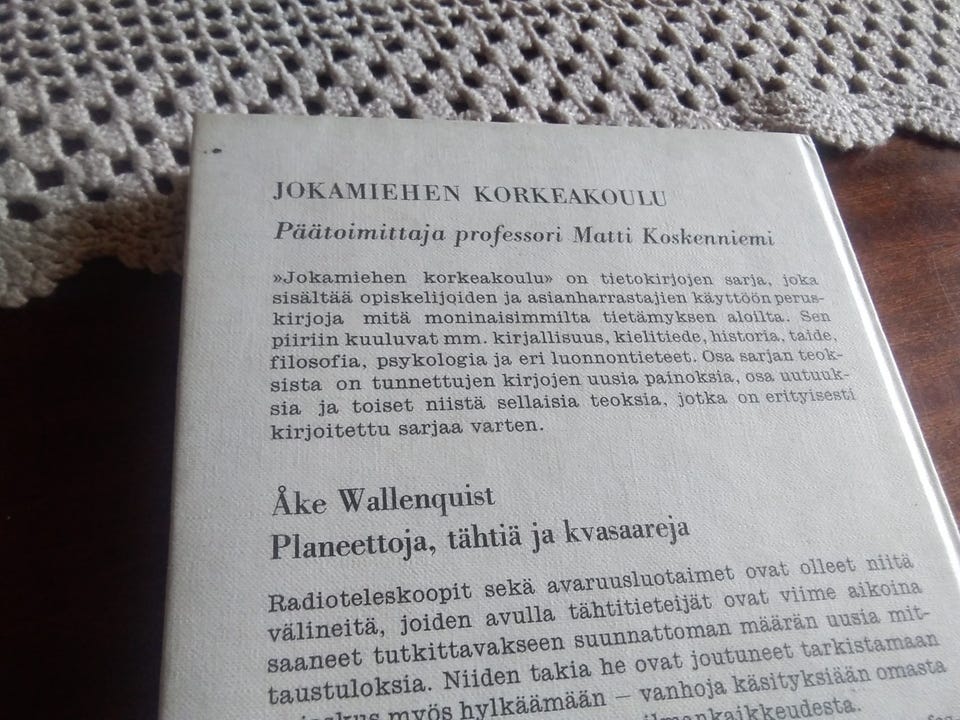 JOKAMIEHEN KORKEAKOULU
Päätoimittaja professori Matti Koskenniemi
»Jokamiehen korkeakoulu» on tietokirjojen sarja, joka
sisältää opiskelijoiden ja asianharrastajien käyttöön perus-
kirjoja mitä moninaisimmilta tietämyksen aloilta. Sen
piiriin kuuluvat mm. kirjallisuus, kielitiede, historia, taide,
filosofia, psykologia ja eri luonnontieteet. Osa sarjan teok-
sista on tunnettujen kirjojen uusia painoksia, osa uutuuk-
sia ja toiset niistä sellaisia teoksia, jotka on erityisesti
kirjoitettu sarjaa varten.
Åke Wallenquist
Planeettoja, tähtiä ja kvasaareja
Radioteleskoopit sekä avaruusluotaimet ovat olleet niitä
välineitä, joiden avulla tähtitieteijät ovat viime aikoina
saaneet tutkittavakseen suunnattoman määrän uusia mit-
taustuloksia. Niiden takia he ovat joutuneet tarkistamaan
myös hylkäämään – vanhoja käsityksiään omasta